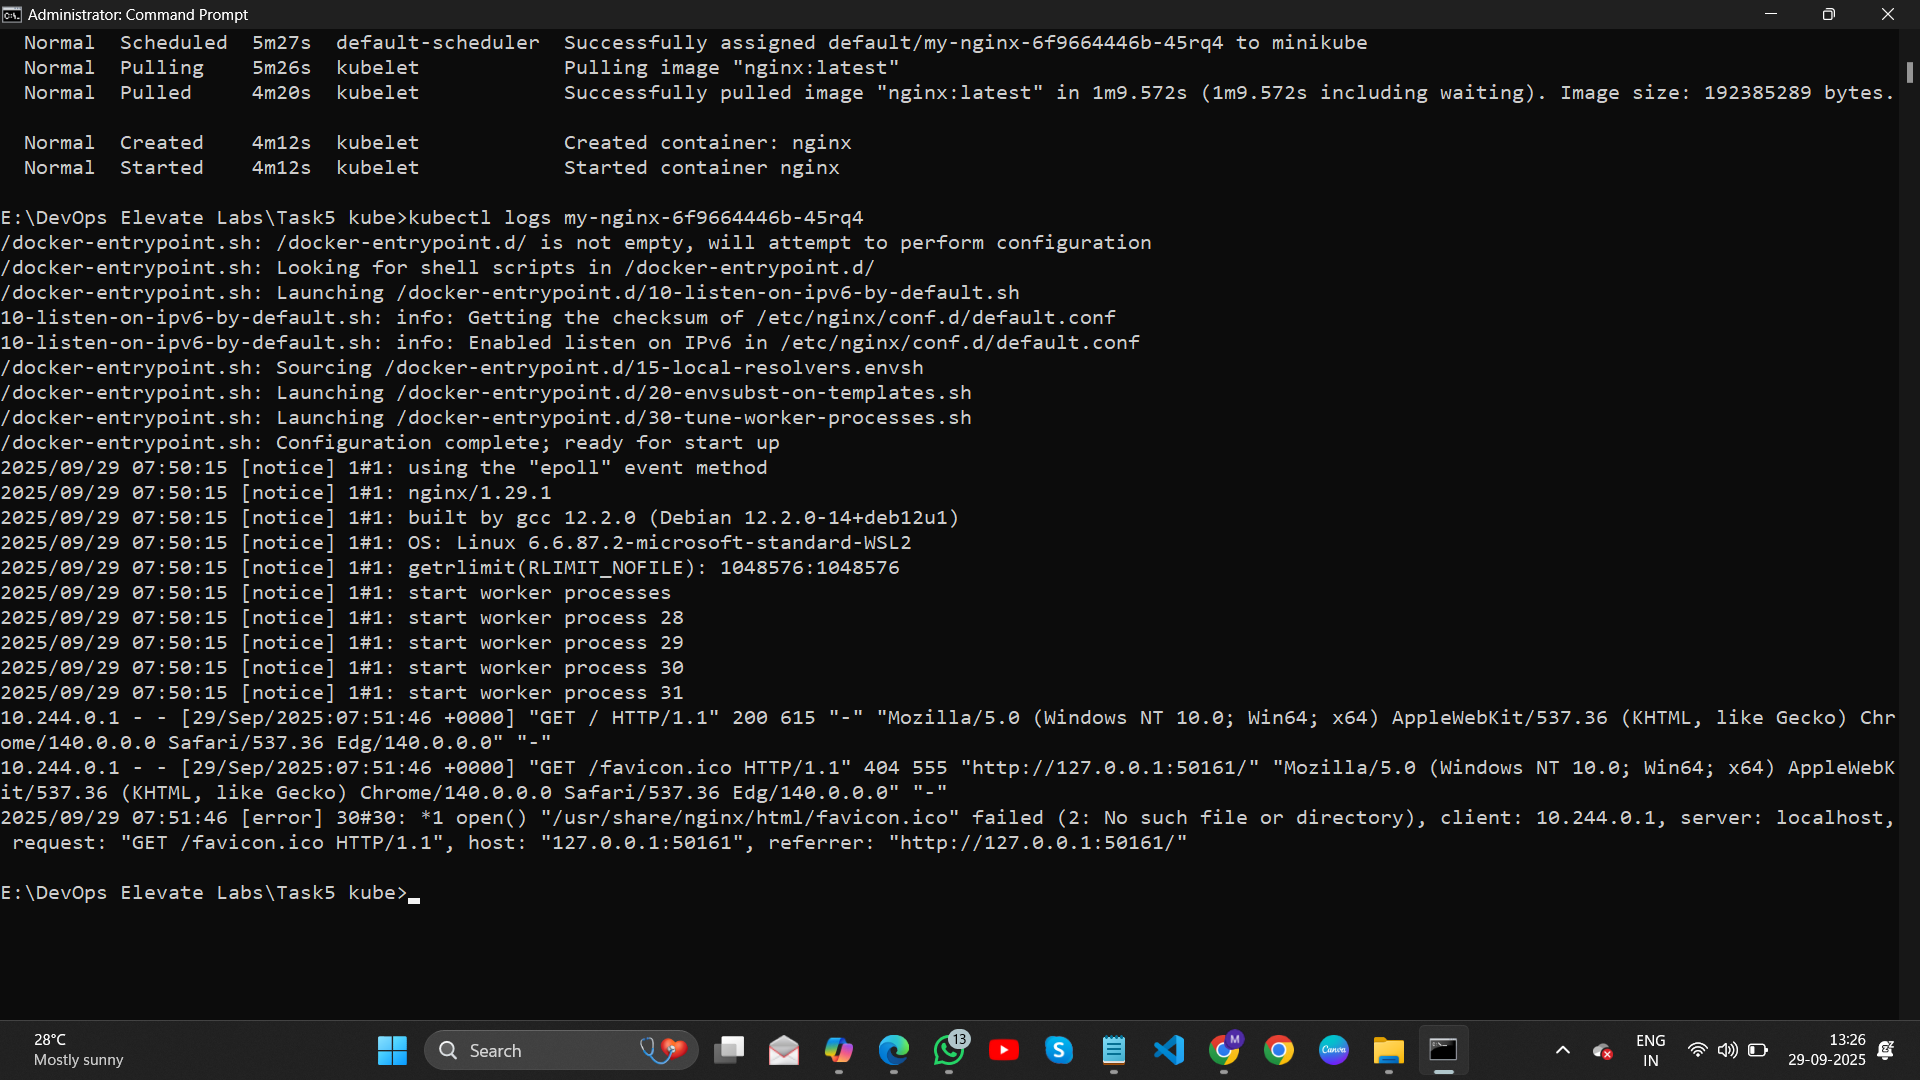 Administrator: Command Prompt
  Normal  Scheduled  5m27s  default-scheduler  Successfully assigned default/my-nginx-6f9664446b-45rq4 to minikube
  Normal  Pulling    5m26s  kubelet            Pulling image "nginx:latest"
  Normal  Pulled     4m20s  kubelet            Successfully pulled image "nginx:latest" in 1m9.572s (1m9.572s including waiting). Image size: 192385289 bytes.
  Normal  Created    4m12s  kubelet            Created container: nginx
  Normal  Started    4m12s  kubelet            Started container nginx
E:\DevOps Elevate Labs\Task5 kube>kubectl logs my-nginx-6f9664446b-45rq4
/docker-entrypoint.sh: /docker-entrypoint.d/ is not empty, will attempt to perform configuration
/docker-entrypoint.sh: Looking for shell scripts in /docker-entrypoint.d/
/docker-entrypoint.sh: Launching /docker-entrypoint.d/10-listen-on-ipv6-by-default.sh
10-listen-on-ipv6-by-default.sh: info: Getting the checksum of /etc/nginx/conf.d/default.conf
10-listen-on-ipv6-by-default.sh: info: Enabled listen on IPv6 in /etc/nginx/conf.d/default.conf
/docker-entrypoint.sh: Sourcing /docker-entrypoint.d/15-local-resolvers.envsh
/docker-entrypoint.sh: Launching /docker-entrypoint.d/20-envsubst-on-templates.sh
/docker-entrypoint.sh: Launching /docker-entrypoint.d/30-tune-worker-processes.sh
/docker-entrypoint.sh: Configuration complete; ready for start up
2025/09/29 07:50:15 [notice] 1#1: using the "epoll" event method
2025/09/29 07:50:15 [notice] 1#1: nginx/1.29.1
2025/09/29 07:50:15 [notice] 1#1: built by gcc 12.2.0 (Debian 12.2.0-14+deb12u1)
2025/09/29 07:50:15 [notice] 1#1: OS: Linux 6.6.87.2-microsoft-standard-WSL2
2025/09/29 07:50:15 [notice] 1#1: getrlimit(RLIMIT_NOFILE): 1048576:1048576
2025/09/29 07:50:15 [notice] 1#1: start worker processes
2025/09/29 07:50:15 [notice] 1#1: start worker process 28
2025/09/29 07:50:15 [notice] 1#1: start worker process 29
2025/09/29 07:50:15 [notice] 1#1: start worker process 30
2025/09/29 07:50:15 [notice] 1#1: start worker process 31
10.244.0.1 - - [29/Sep/2025:07:51:46 +0000] "GET / HTTP/1.1" 200 615 "-" "Mozilla/5.0 (Windows NT 10.0; Win64; x64) AppleWebKit/537.36 (KHTML, like Gecko) Chr
ome/140.0.0.0 Safari/537.36 Edg/140.0.0.0" "-"
10.244.0.1 - - [29/Sep/2025:07:51:46 +0000] "GET /favicon.ico HTTP/1.1" 404 555 "http://127.0.0.1:50161/" "Mozilla/5.0 (Windows NT 10.0; Win64; x64) AppleWebK
it/537.36 (KHTML, like Gecko) Chrome/140.0.0.0 Safari/537.36 Edg/140.0.0.0" "-"
2025/09/29 07:51:46 [error] 30#30: *1 open() "/usr/share/nginx/html/favicon.ico" failed (2: No such file or directory), client: 10.244.0.1, server: localhost,
 request: "GET /favicon.ico HTTP/1.1", host: "127.0.0.1:50161", referrer: "http://127.0.0.1:50161/"
E:\DevOps Elevate Labs\Task5 kube>
28°C
Mostly sunny
Search
13
S
Canva
M
ENG
IN
13:26
29-09-2025